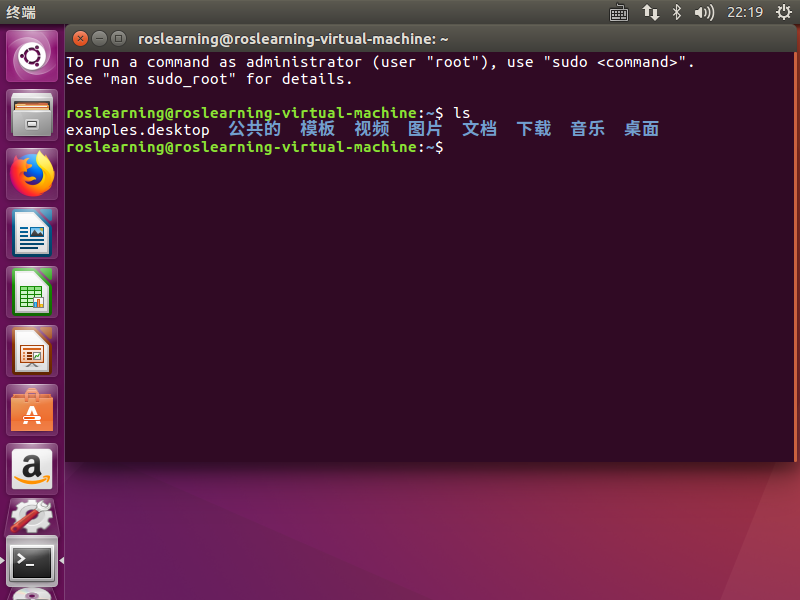 终端
22:19
roslearning@roslearning-virtual-machine: ~
To run a command as administrator (user "root"), use "sudo <command>".
See "man sudo_root" for details.
roslearning@roslearning-virtual-machine:~$ ls
examples.desktop 公共的 模板 视频 图片 文档 下载 音乐 桌面
roslearning@roslearning-virtual-machine:~$